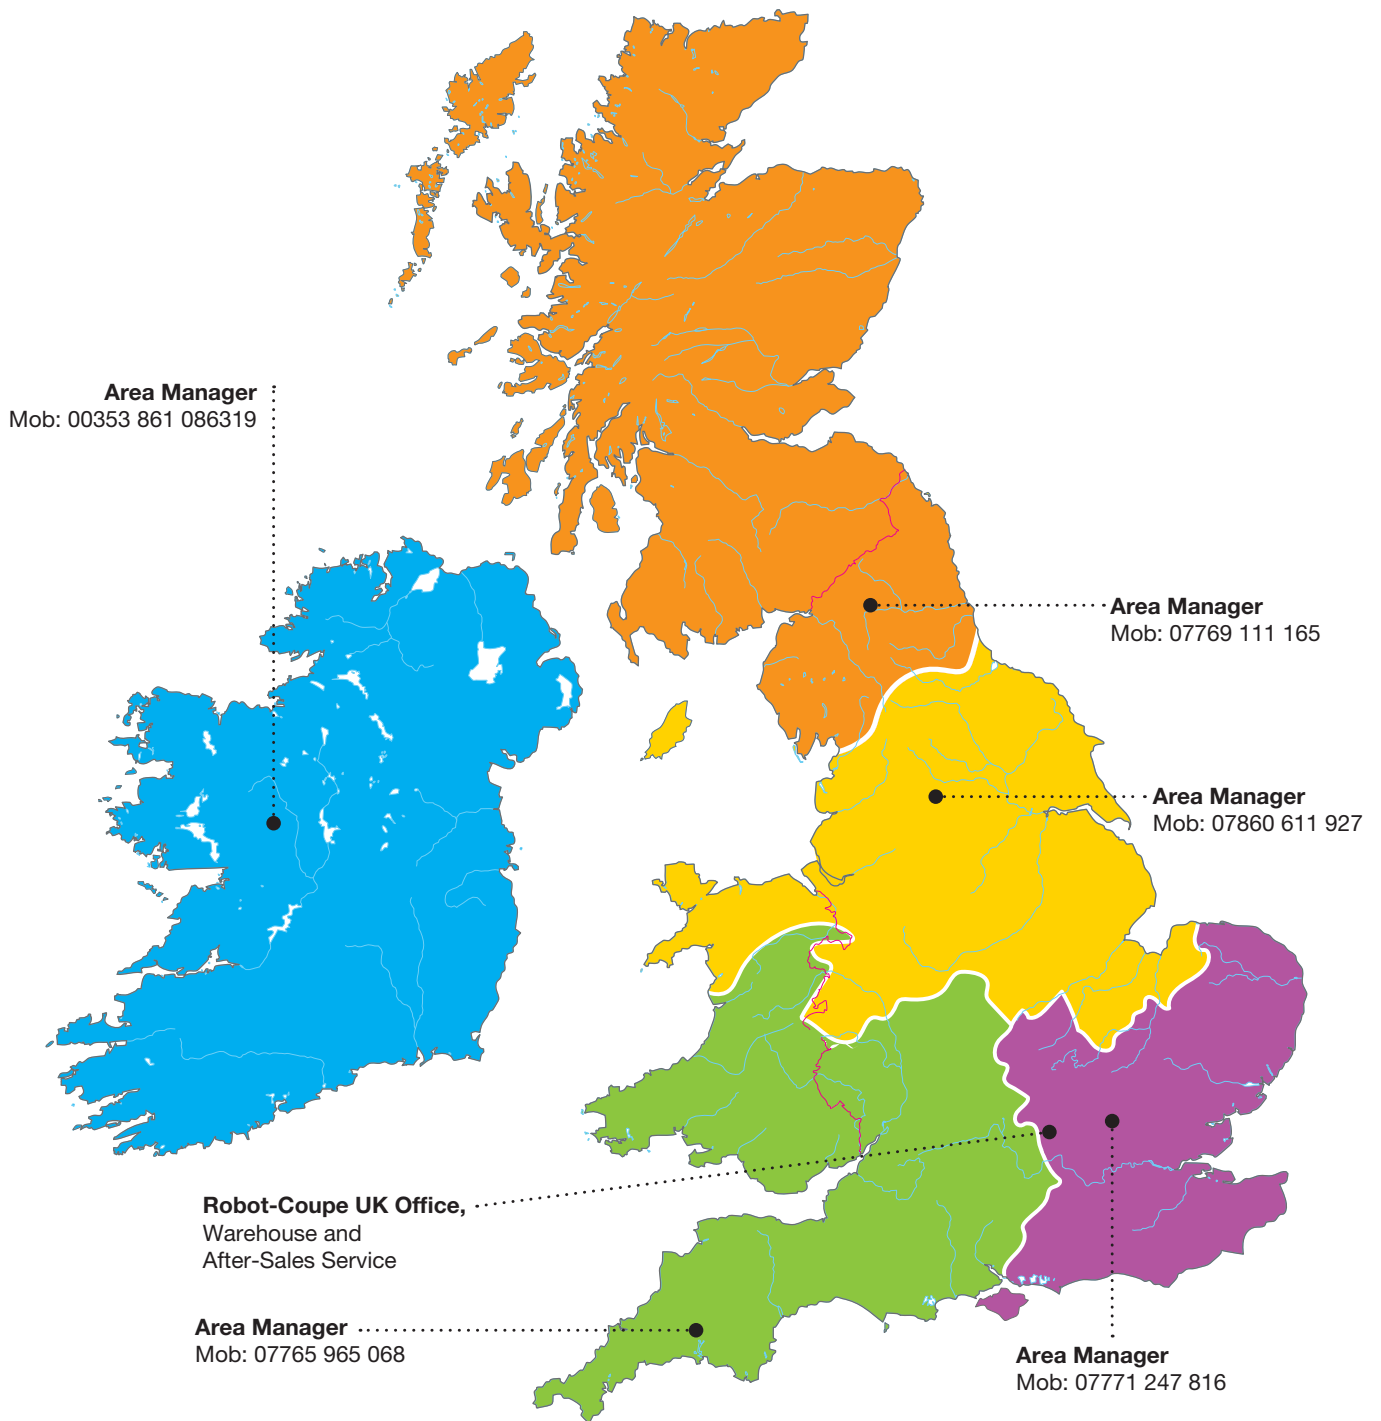 Area Manager
Mob: 00353 861 086319
Area Manager
Mob: 07769 111 165
Area Manager
Mob: 07860 611 927
Robot-Coupe UK Office,
Warehouse and
After-Sales Service
Area Manager
Mob: 07765 965 068
Area Manager
Mob: 07771 247 816